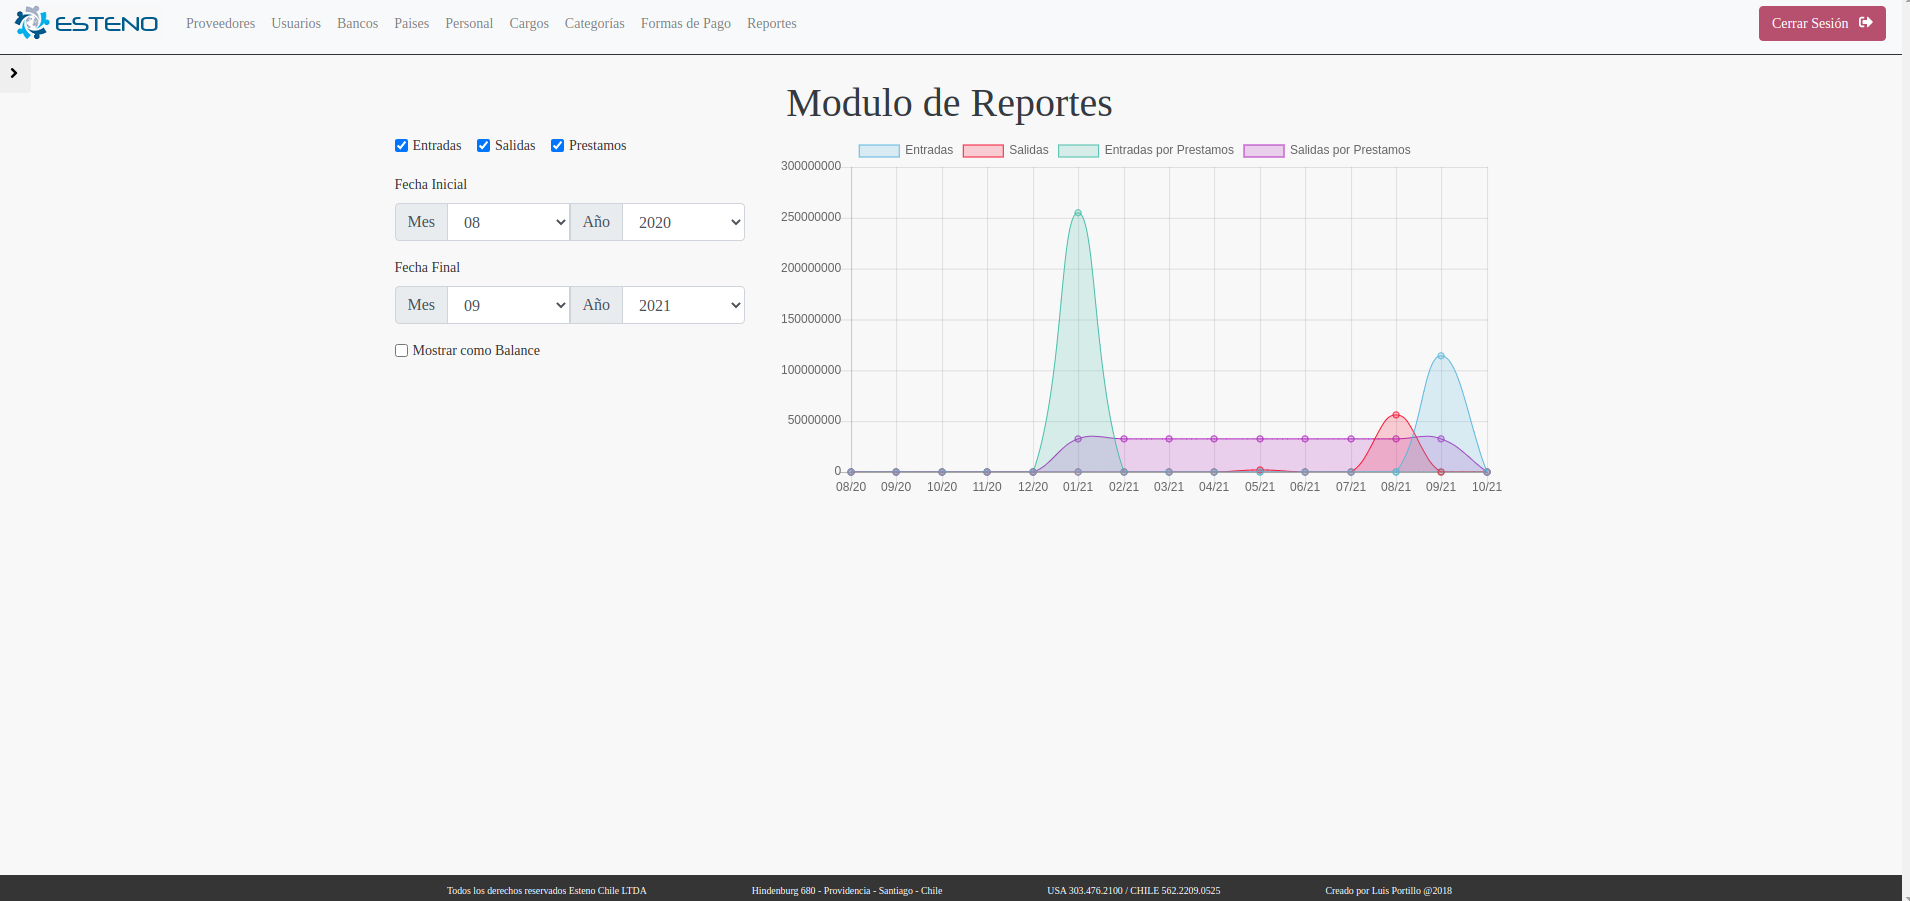 ESTENO Proveedores Usuarios Bancos Paises Personal Cargos Categorías Formas de Pago Reportes Cerrar Sesión
Modulo de Reportes
Entradas Salidas Prestamos
Fecha Inicial
Mes 08 Año 2020
Fecha Final
Mes 09 Año 2021
Mostrar como Balance
Entradas Salidas Entradas por Prestamos Salidas por Prestamos
300000000
250000000
200000000
150000000
100000000
50000000
0
08/20 09/20 10/20 11/20 12/20 01/21 02/21 03/21 04/21 05/21 06/21 07/21 08/21 09/21 10/21
Todos los derechos reservados Esteno Chile LTDA Hindenburg 680 - Providencia - Santiago - Chile USA 303.476.2100 / CHILE 562.2209.0525 Creado por Luis Portillo @2018